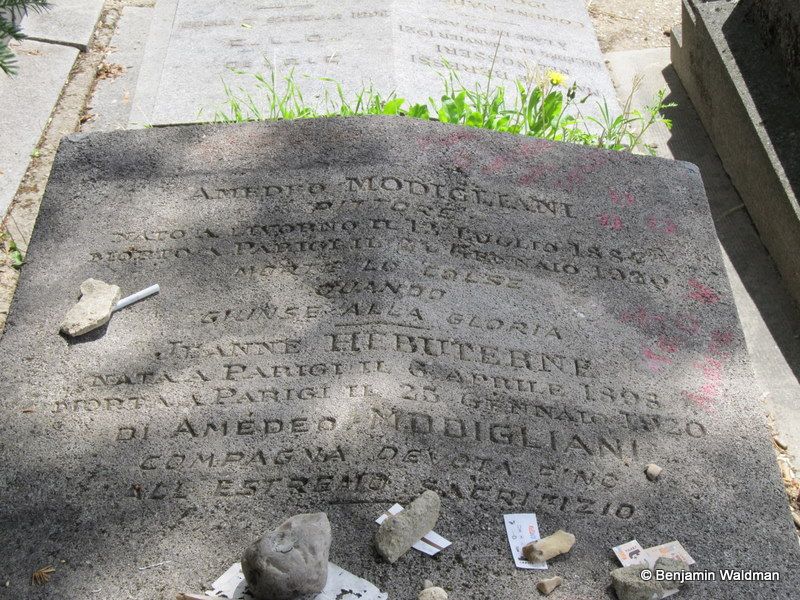 AMEDEO MODIGLIANI
PITTORE
NATO A LIVORNO IL 12 LUGLIO 1884
MORTO A PARIGI IL 24 GENNAIO 1920
MORTE LO COLSE
QUANDO
GIUNSE ALLA GLORIA
JEANNE HEBUTERNE
NATA A PARIGI IL 6 APRILE 1898
MORTA A PARIGI IL 25 GENNAIO 1920
DI AMEDEO MODIGLIANI
COMPAGNA DEVOTA FINO
ALL ESTREMO SACRIFIZIO
© Benjamin Waldman